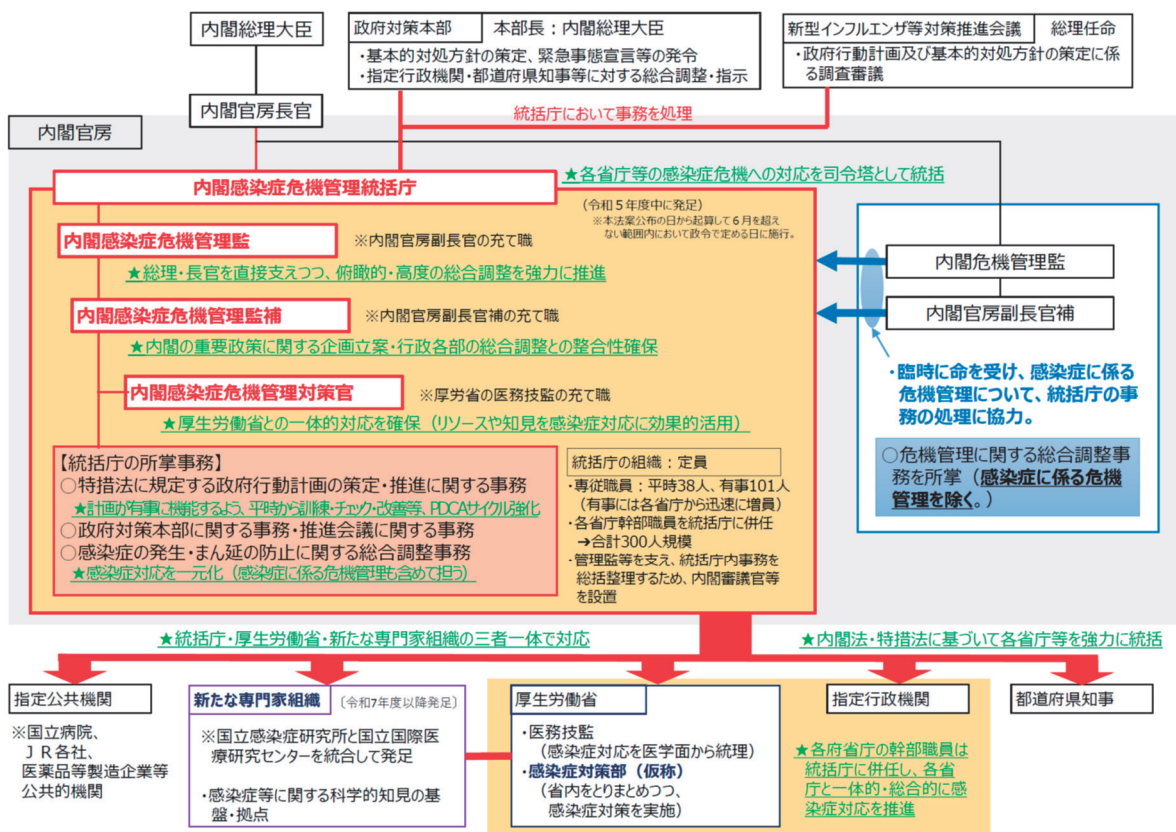 内閣総理大臣
政府対策本部　本部長：内閣総理大臣
・基本的対処方針の策定、緊急事態宣言等の発令
・指定行政機関・都道府県知事等に対する総合調整・指示
新型インフルエンザ等対策推進会議　総理任命
・政府行動計画及び基本的対処方針の策定に係
る調査審議
内閣官房長官
統括庁において事務を処理
内閣官房
内閣感染症危機管理統括庁
★各省庁等の感染症危機への対応を司令塔として統括
（令和５年度中に発足）
※本法案公布の日から起算して６月を超え
ない範囲内において政令で定める日に施行。
内閣感染症危機管理監
※内閣官房副長官の充て職
★総理・長官を直接支えつつ、俯瞰的・高度の総合調整を強力に推進
内閣感染症危機管理監補
※内閣官房副長官補の充て職
★内閣の重要政策に関する企画立案・行政各部の総合調整との整合性確保
内閣感染症危機管理対策官
※厚労省の医務技監の充て職
★厚生労働省との一体的対応を確保（リソースや知見を感染症対応に効果的活用）
【統括庁の所掌事務】
○特措法に規定する政府行動計画の策定・推進に関する事務
★計画が有事に機能するよう、平時から訓練・チェック・改善等、PDCAサイクル強化
○政府対策本部に関する事務・推進会議に関する事務
○感染症の発生・まん延の防止に関する総合調整事務
★感染症対応を一元化（感染症に係る危機管理も含めて担う）
統括庁の組織：定員
・専従職員：平時38人、有事101人
（有事には各省庁から迅速に増員）
・各省庁幹部職員を統括庁に併任
→合計300人規模
・管理監等を支え、統括庁内事務を
総括整理するため、内閣審議官等
を設置
内閣危機管理監
内閣官房副長官補
・臨時に命を受け、感染症に係る
危機管理について、統括庁の事
務の処理に協力。
○危機管理に関する総合調整事
務を所掌（感染症に係る危機
管理を除く。）
★統括庁・厚生労働省・新たな専門家組織の三者一体で対応
★内閣法・特措法に基づいて各省庁等を強力に統括
指定公共機関
※国立病院、
ＪＲ各社、
医薬品等製造企業等
公共的機関
新たな専門家組織　〔令和7年度以降発足〕
※国立感染症研究所と国立国際医
療研究センターを統合して発足
・感染症等に関する科学的知見の基
盤・拠点
厚生労働省
・医務技監
（感染症対応を医学面から統理）
・感染症対策部（仮称）
（省内をとりまとめつつ、
感染症対策を実施）
指定行政機関
★各府省庁の幹部職員は
統括庁に併任し、各省
庁と一体的・総合的に感
染症対応を推進
都道府県知事